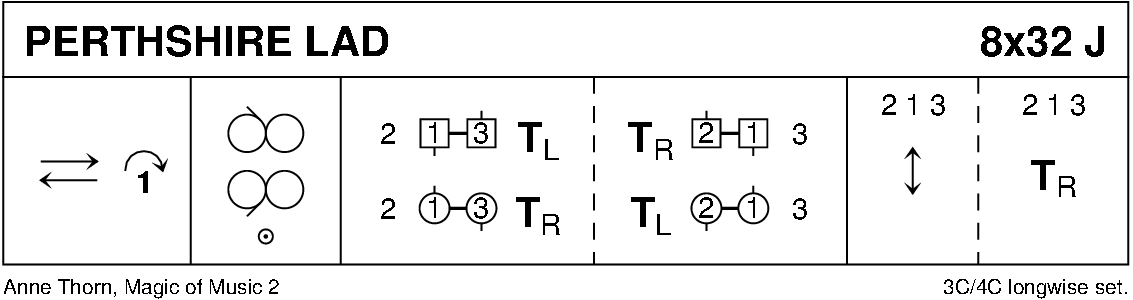 PERTHSHIRE LAD 8x32 J
2 1 3 2 1 3
2 1 3 TL TR 2 1 3
1 TR
2 1 3 TR TL 2 1 3
Anne Thorn, Magic of Music 2 3C/4C longwise set.